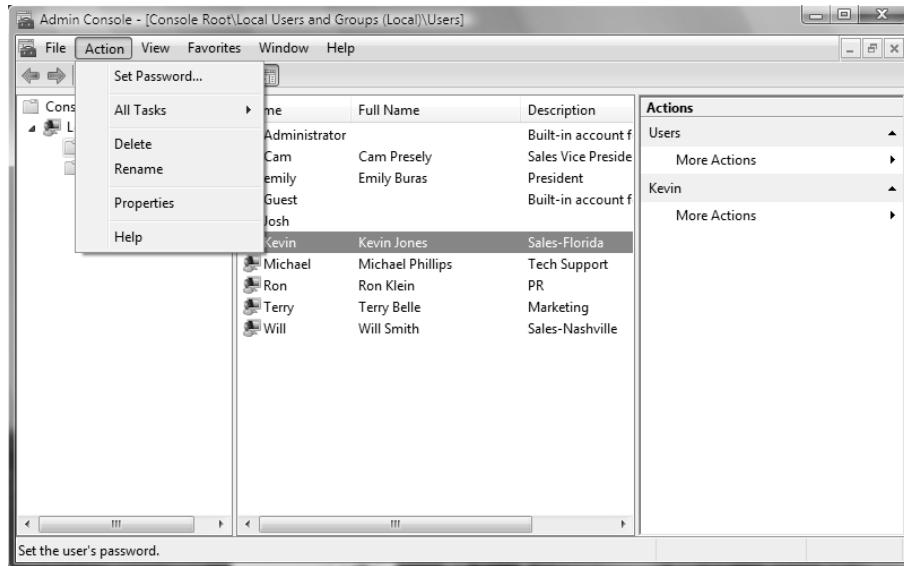 Admin Console - [Console Root\Local Users and Groups (Local)\Users]
File Action View Favorites Window Help
Set Password...
All Tasks
Delete
Rename
Properties
Help
Cons
L
me Full Name Description
Administrator Built-in account f
Cam Cam Presely Sales Vice Preside
emily Emily Buras President
Guest Built-in account f
Josh
Kevin Kevin Jones Sales-Florida
Michael Michael Phillips Tech Support
Ron Ron Klein PR
Terry Terry Belle Marketing
Will Will Smith Sales-Nashville
Actions
Users
More Actions
Kevin
More Actions
Set the user's password.